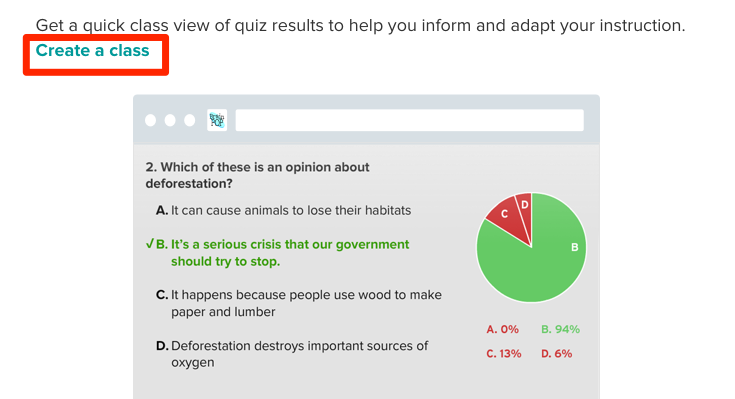 Get a quick class view of quiz results to help you inform and adapt your instruction.
Create a class
2. Which of these is an opinion about
deforestation?
A. It can cause animals to lose their habitats
✓B. It's a serious crisis that our government
should try to stop.
C. It happens because people use wood to make
paper and lumber
D. Deforestation destroys important sources of
oxygen
C
D
B
A. 0% B. 94%
C. 13% D. 6%